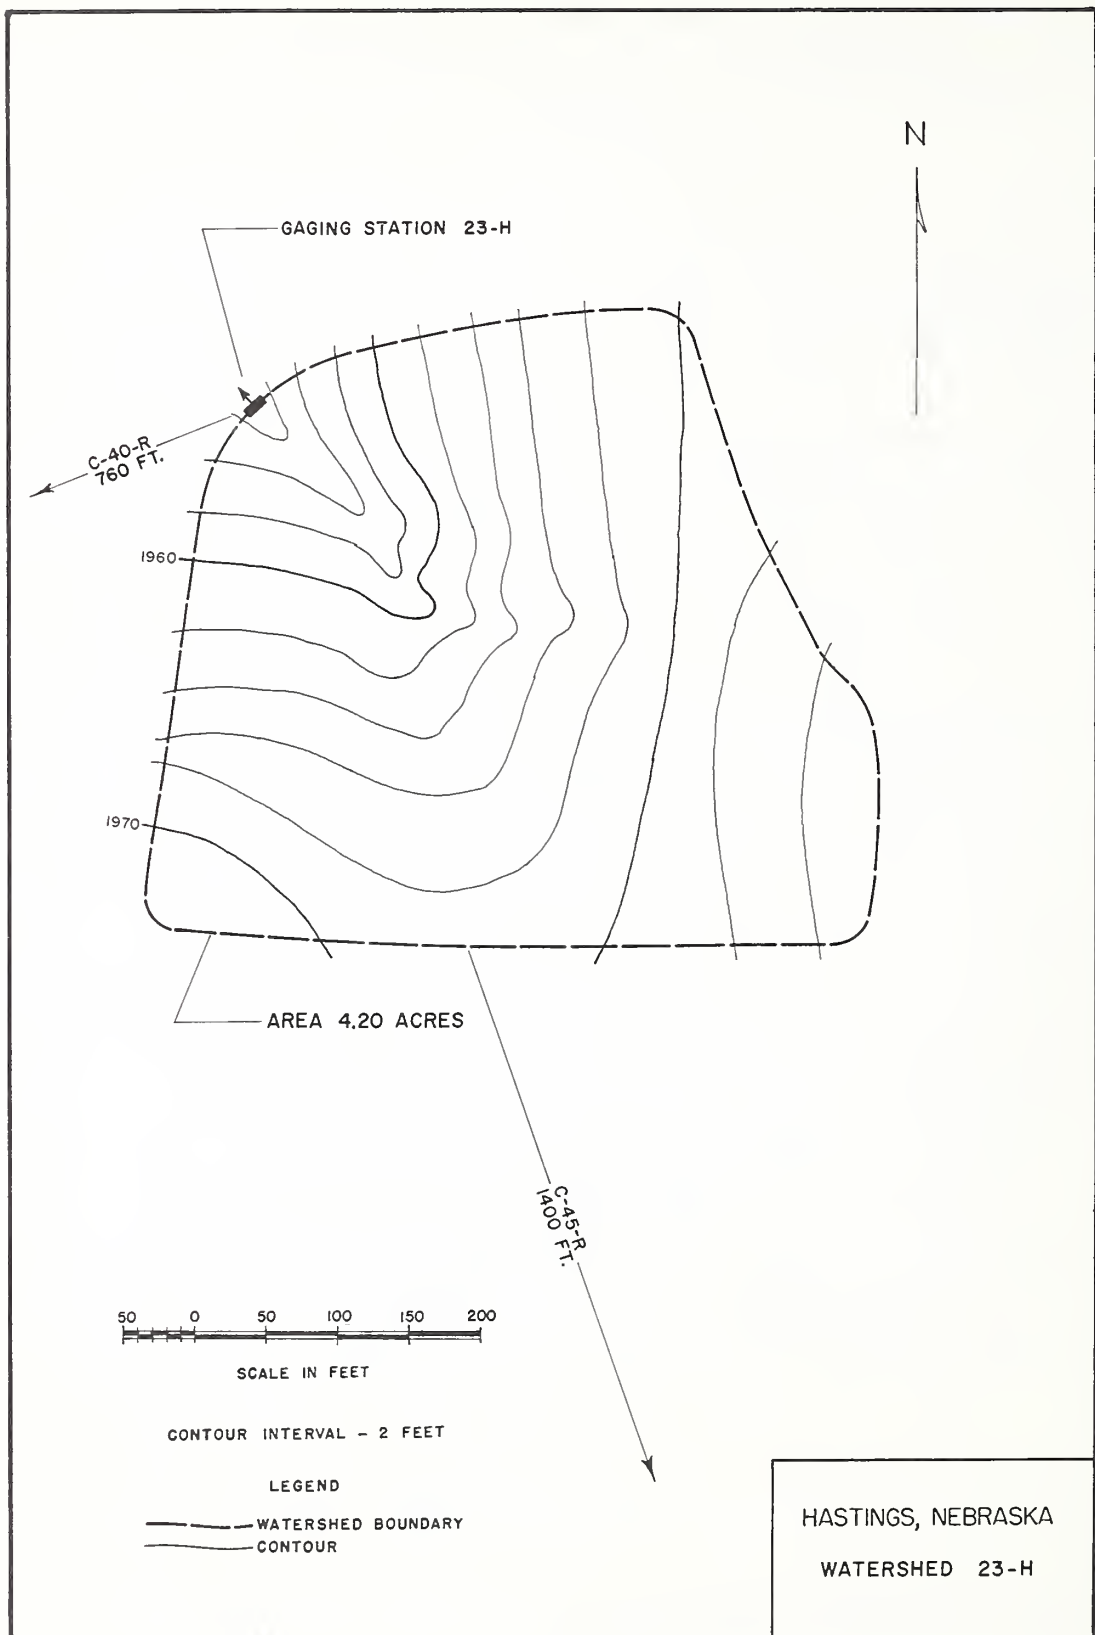 N
GAGING STATION 23-H
C-40-R
760 FT.
1960
1970
AREA 4.20 ACRES
C-45-R
1400 FT.
50 0 50 100 150 200
SCALE IN FEET
CONTOUR INTERVAL - 2 FEET
LEGEND
WATERSHED BOUNDARY
CONTOUR
HASTINGS, NEBRASKA
WATERSHED 23-H